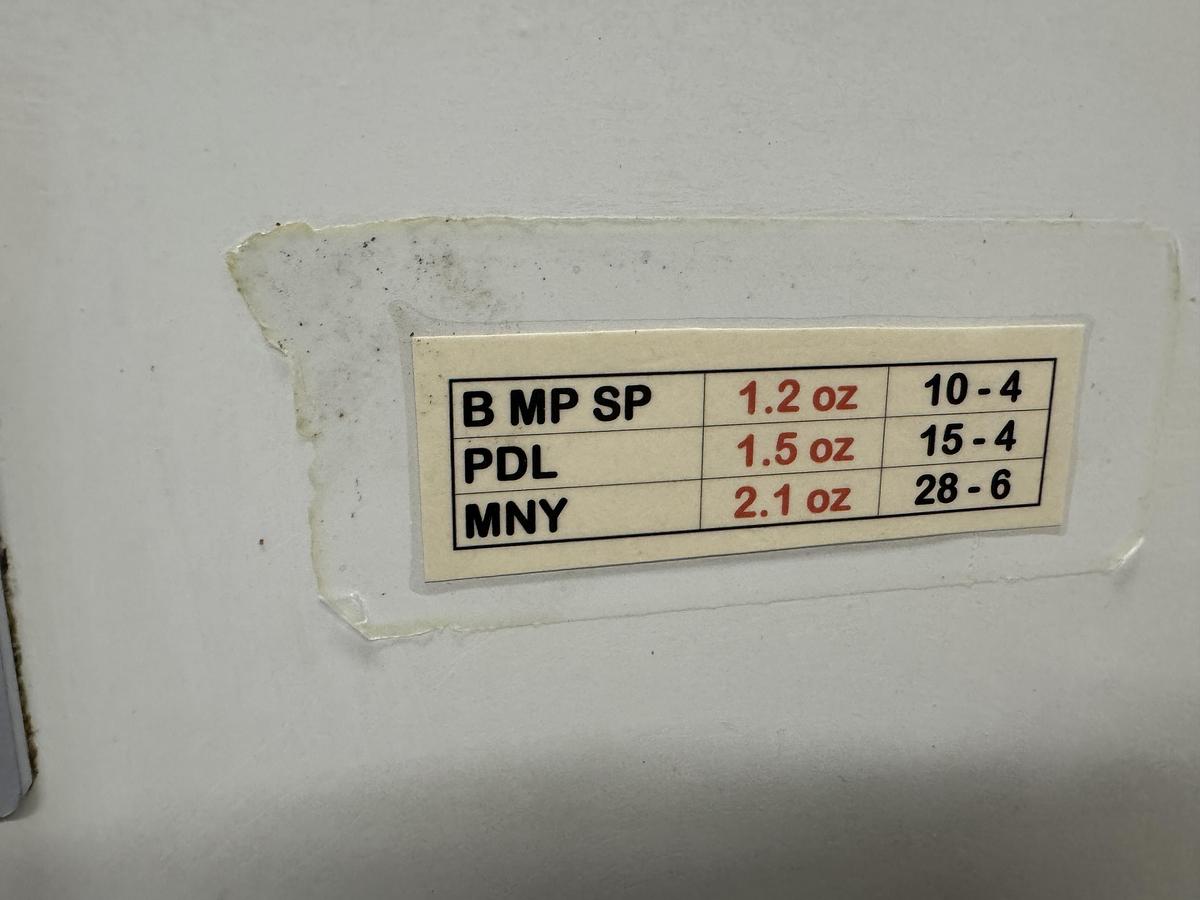 B MP SP 1.2 oz 10 - 4
PDL 1.5 oz 15 - 4
MNY 2.1 oz 28 - 6